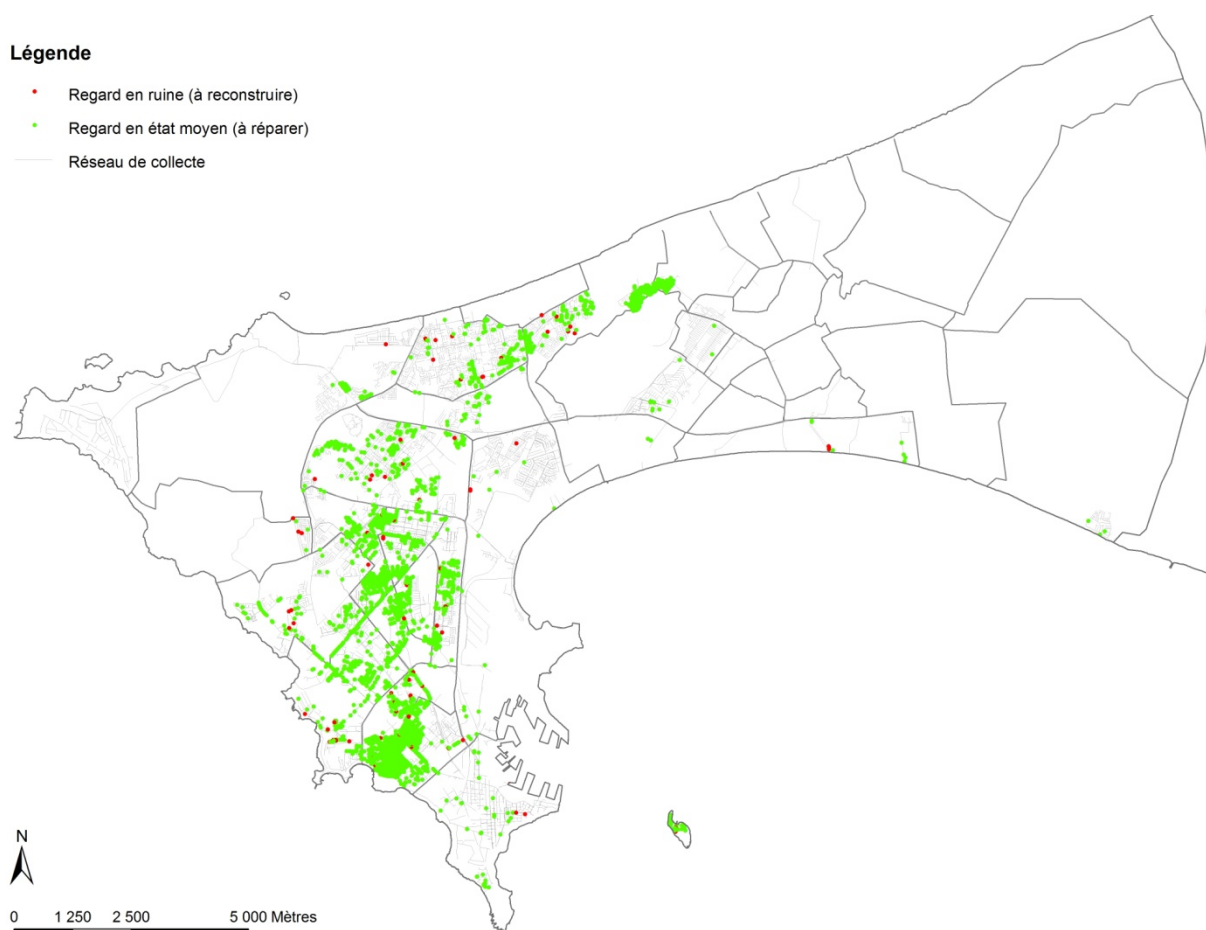 Légende
Regard en ruine (à reconstruire)
Regard en état moyen (à réparer)
Réseau de collecte
N
0 1 250 2 500 5 000 Mètres